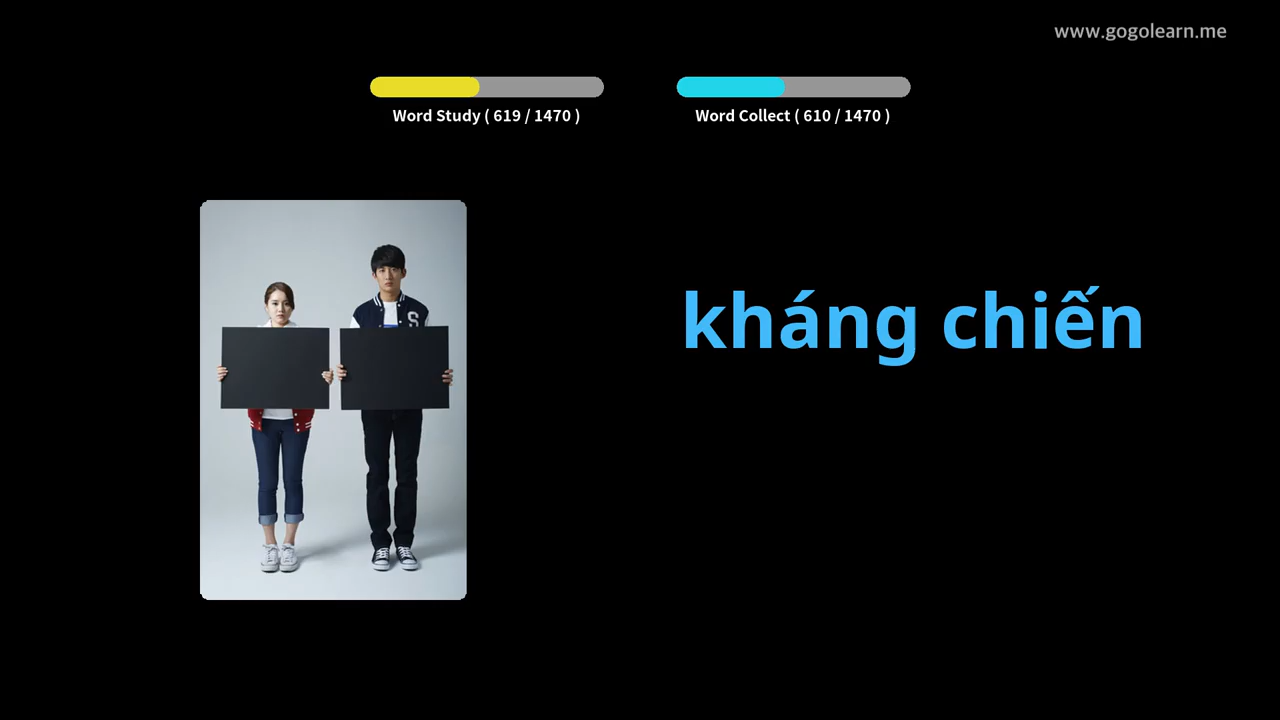 www.gogolearn.me
Word Study ( 619 / 1470 )
Word Collect ( 610 / 1470 )
S
kháng chiến